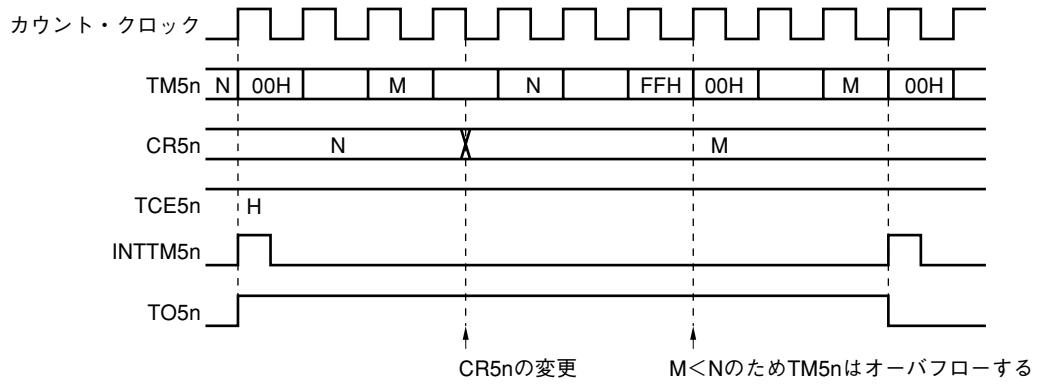 カウント・クロック
TM5n N 00H M N FFH 00H M 00H
CR5n N M
TCE5n H
INTTM5n
TO5n
CR5nの変更 M＜NのためTM5nはオーバフローする